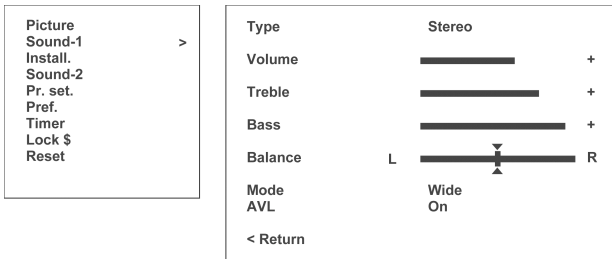 Picture
Sound-1 >
Install.
Sound-2
Pr. set.
Pref.
Timer
Lock $
Reset
Type Stereo
Volume +
Treble +
Bass +
Balance L R
Mode Wide
AVL On
< Return